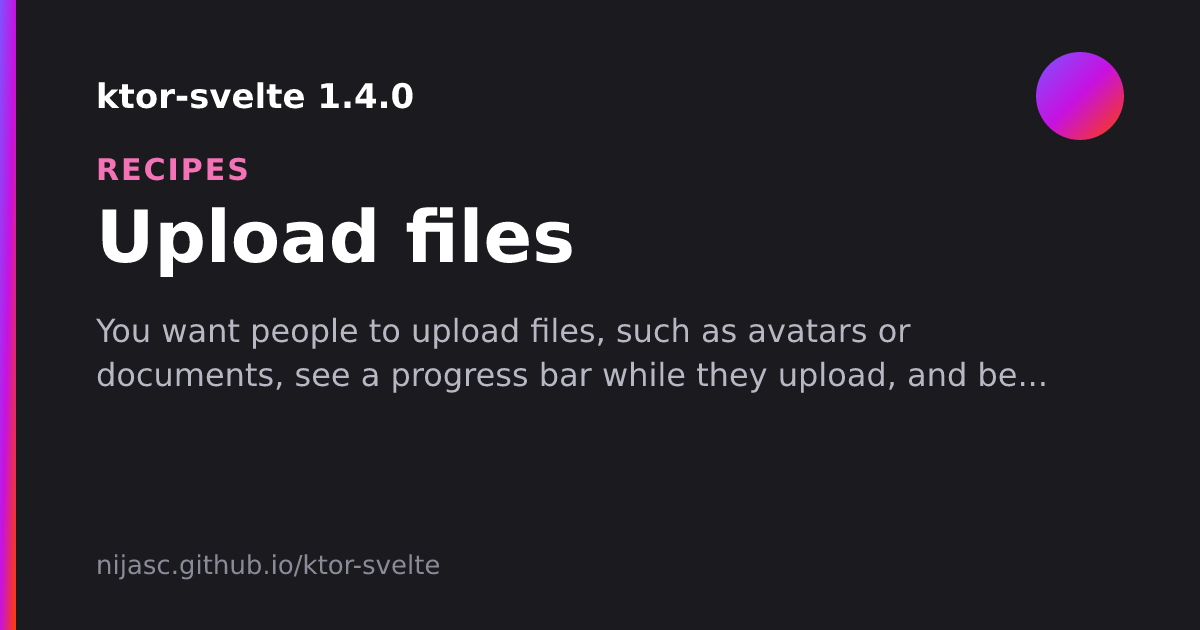 ktor-svelte 1.4.0
RECIPES
Upload files
You want people to upload files, such as avatars or
documents, see a progress bar while they upload, and be...
nijasc.github.io/ktor-svelte